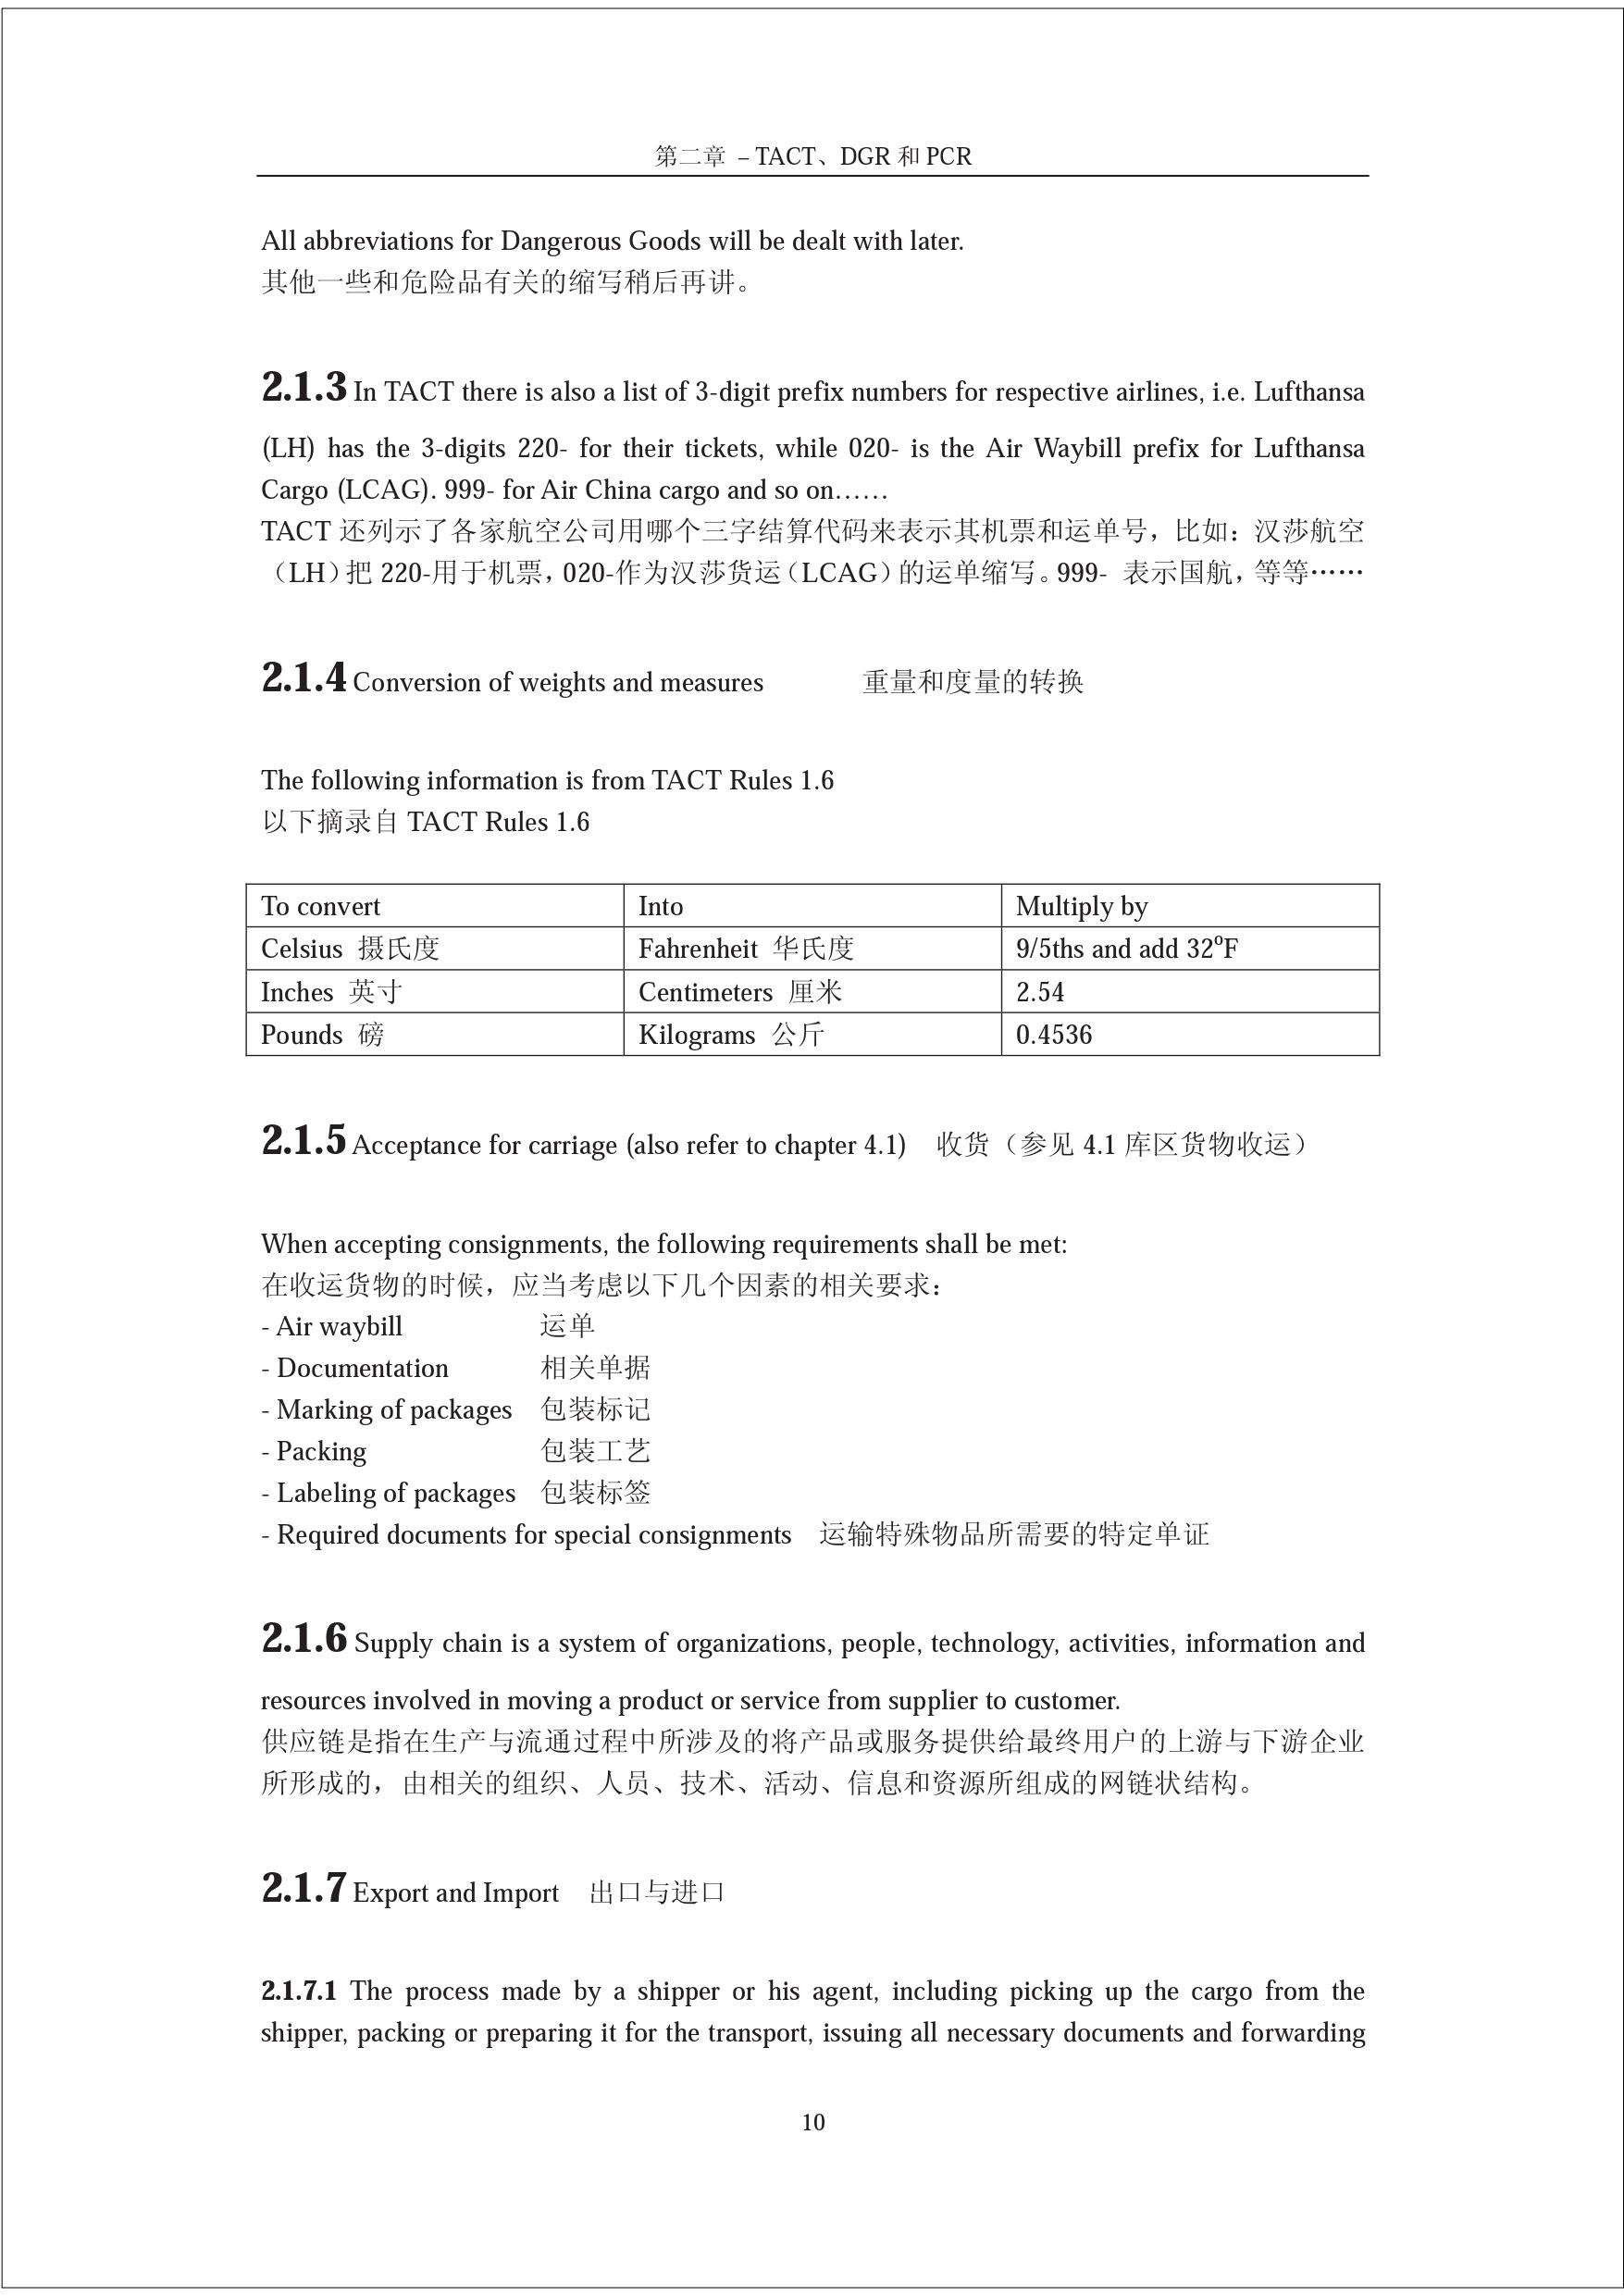 第二章 – TACT、DGR 和 PCR
All abbreviations for Dangerous Goods will be dealt with later.
其他一些和危险品有关的缩写稍后再讲。
2.1.3 In TACT there is also a list of 3-digit prefix numbers for respective airlines, i.e. Lufthansa
(LH) has the 3-digits 220- for their tickets, while 020- is the Air Waybill prefix for Lufthansa
Cargo (LCAG). 999- for Air China cargo and so on……
TACT 还列示了各家航空公司用哪个三字结算代码来表示其机票和运单号，比如：汉莎航空
（LH）把 220-用于机票，020-作为汉莎货运（LCAG）的运单缩写。999- 表示国航，等等……
2.1.4 Conversion of weights and measures 重量和度量的转换
The following information is from TACT Rules 1.6
以下摘录自 TACT Rules 1.6
To convert Into Multiply by
Celsius 摄氏度 Fahrenheit 华氏度 9/5ths and add 32⁰F
Inches 英寸 Centimeters 厘米 2.54
Pounds 磅 Kilograms 公斤 0.4536
2.1.5 Acceptance for carriage (also refer to chapter 4.1) 收货（参见 4.1 库区货物收运）
When accepting consignments, the following requirements shall be met:
在收运货物的时候，应当考虑以下几个因素的相关要求：
- Air waybill 运单
- Documentation 相关单据
- Marking of packages 包装标记
- Packing 包装工艺
- Labeling of packages 包装标签
- Required documents for special consignments 运输特殊物品所需要的特定单证
2.1.6 Supply chain is a system of organizations, people, technology, activities, information and
resources involved in moving a product or service from supplier to customer.
供应链是指在生产与流通过程中所涉及的将产品或服务提供给最终用户的上游与下游企业
所形成的，由相关的组织、人员、技术、活动、信息和资源所组成的网链状结构。
2.1.7 Export and Import 出口与进口
2.1.7.1 The process made by a shipper or his agent, including picking up the cargo from the
shipper, packing or preparing it for the transport, issuing all necessary documents and forwarding
10